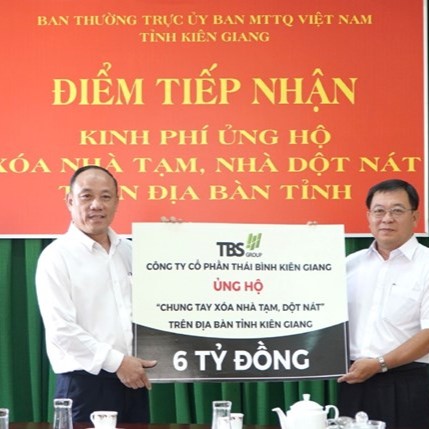 BAN THƯỜNG TRỰC ỦY BAN MTTQ VIỆT NAM
TỈNH KIÊN GIANG
ĐIỂM TIẾP NHẬN
KINH PHÍ ỦNG HỘ
XÓA NHÀ TẠM, NHÀ DỘT NÁT
TRÊN ĐỊA BÀN TỈNH
TBS
GROUP
CÔNG TY CỔ PHẦN THÁI BÌNH KIÊN GIANG
ỦNG HỘ
"CHUNG TAY XÓA NHÀ TẠM, DỘT NÁT"
TRÊN ĐỊA BÀN TỈNH KIÊN GIANG
6 TỶ ĐỒNG